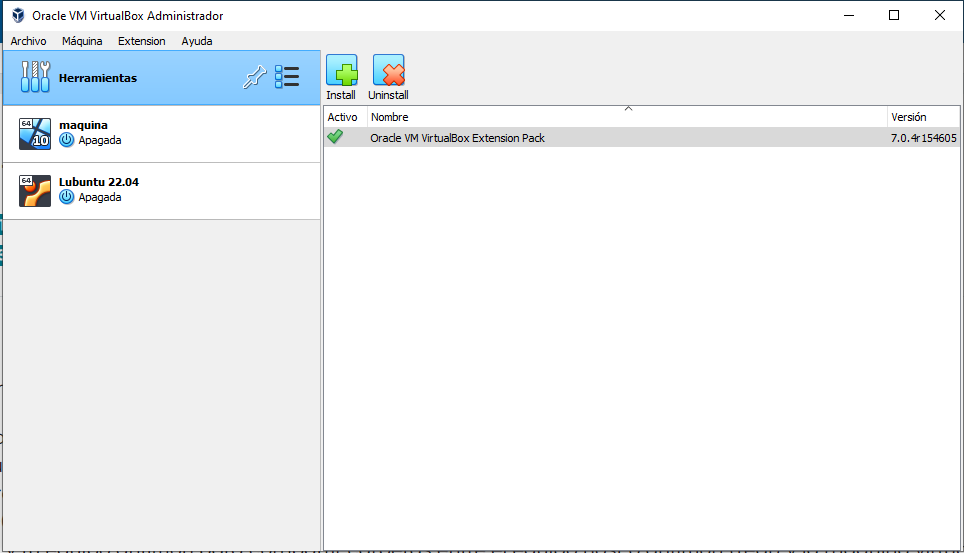 Oracle VM VirtualBox Administrador
Archivo Máquina Extension Ayuda
Herramientas
Install Uninstall
Activo Nombre Versión
Oracle VM VirtualBox Extension Pack 7.0.4r154605
64
10
maquina
Apagada
64
Lubuntu 22.04
Apagada